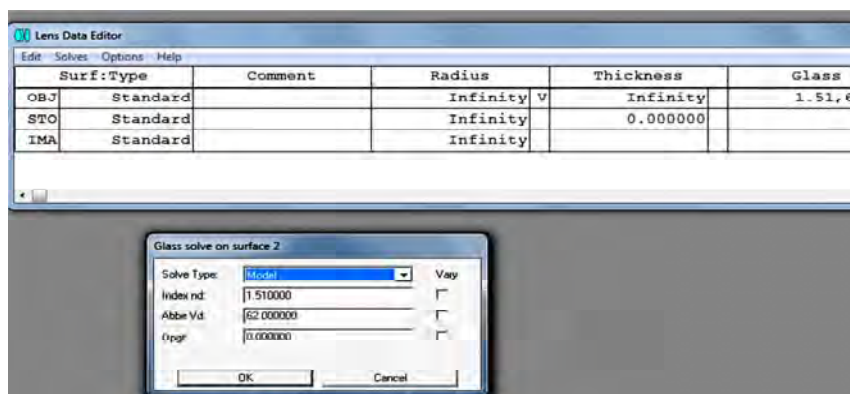 Lens Data Editor
Edit Solves Options Help
Surf:Type Comment Radius Thickness Glass
OBJ Standard Infinity V Infinity 1.51,6
STO Standard Infinity 0.000000
IMA Standard Infinity
Glass solve on surface 2
Solve Type: Model Vary
Index nd: 1.510000
Abbe Vd: 62.000000
Dpgf 0.000000
OK Cancel